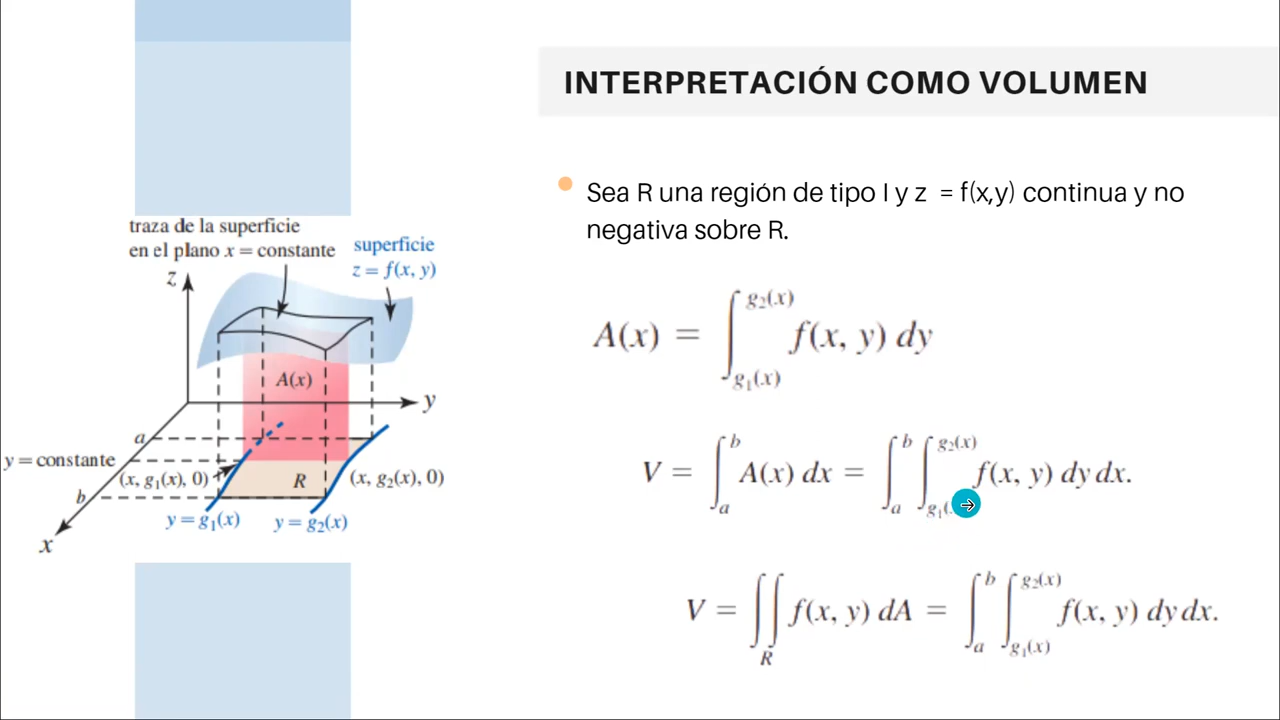 INTERPRETACIÓN COMO VOLUMEN
Sea R una región de tipo I y z = f(x,y) continua y no
negativa sobre R.
A(x) = ∫_{g₁(x)}^{g₂(x)} f(x, y) dy
V = ∫_a^b A(x) dx = ∫_a^b ∫_{g₁(}^{g₂(x)} f(x, y) dy dx.
V = ∬_R f(x, y) dA = ∫_a^b ∫_{g₁(x)}^{g₂(x)} f(x, y) dy dx.
traza de la superficie
en el plano x = constante
superficie
z = f(x, y)
z
A(x)
y
a
y = constante
(x, g₁(x), 0)
R
(x, g₂(x), 0)
b
y = g₁(x)
y = g₂(x)
x